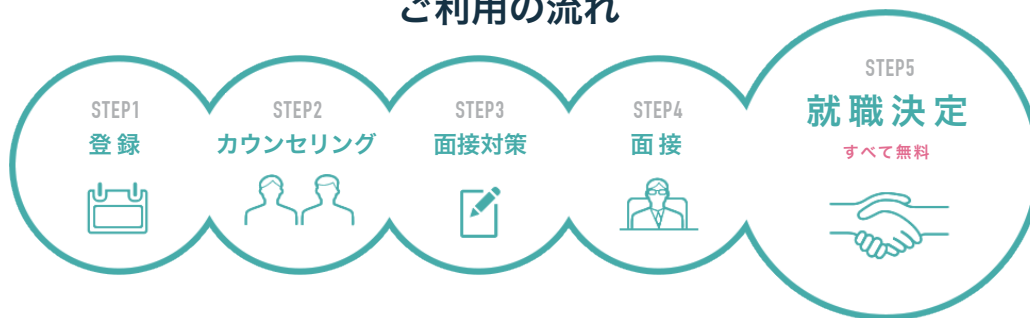 ご利用の流れ
STEP1
登録
STEP2
カウンセリング
STEP3
面接対策
STEP4
面接
STEP5
就職決定
すべて無料